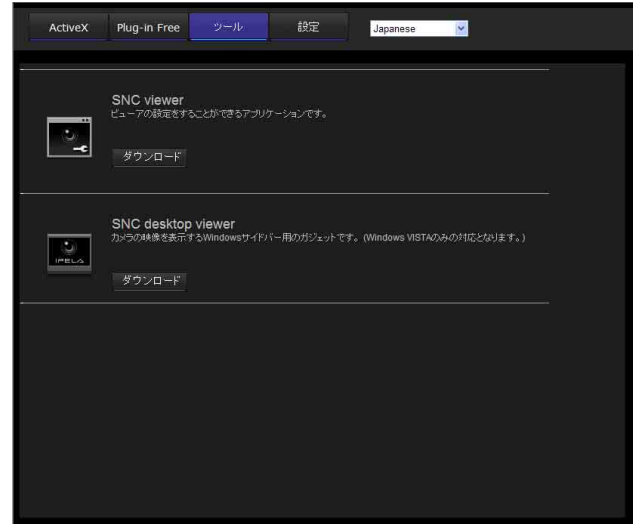 ActiveX Plug-in Free ツール 設定 Japanese
SNC viewer
ビューアの設定をすることができるアプリケーションです。
ダウンロード
SNC desktop viewer
カメラの映像を表示するWindowsサイドバー用のガジェットです。(Windows VISTAのみの対応となります。)
IPELA
ダウンロード